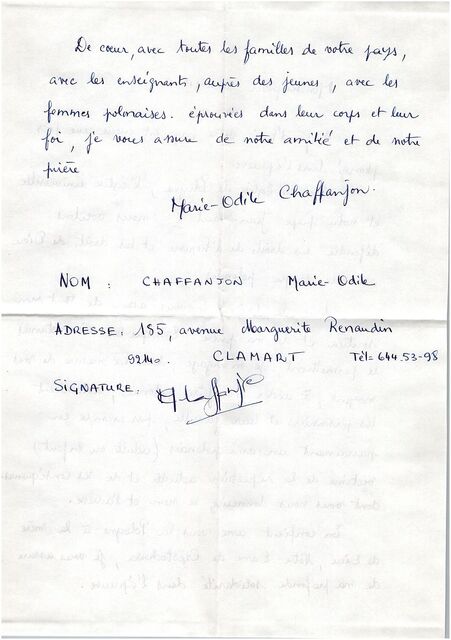 De cœur, avec toutes les familles de votre pays,
avec les enseignants, auprès des jeunes, avec les
femmes polonaises. éprouvées dans leur corps et leur
foi, je vous assure de notre amitié et de notre
prière
Marie-Odile Chaffanjon.
NOM : CHAFFANJON Marie-Odile
ADRESSE: 185, avenue Marguerite Renaudin
92140. CLAMART Tél= 644.53-98
SIGNATURE: